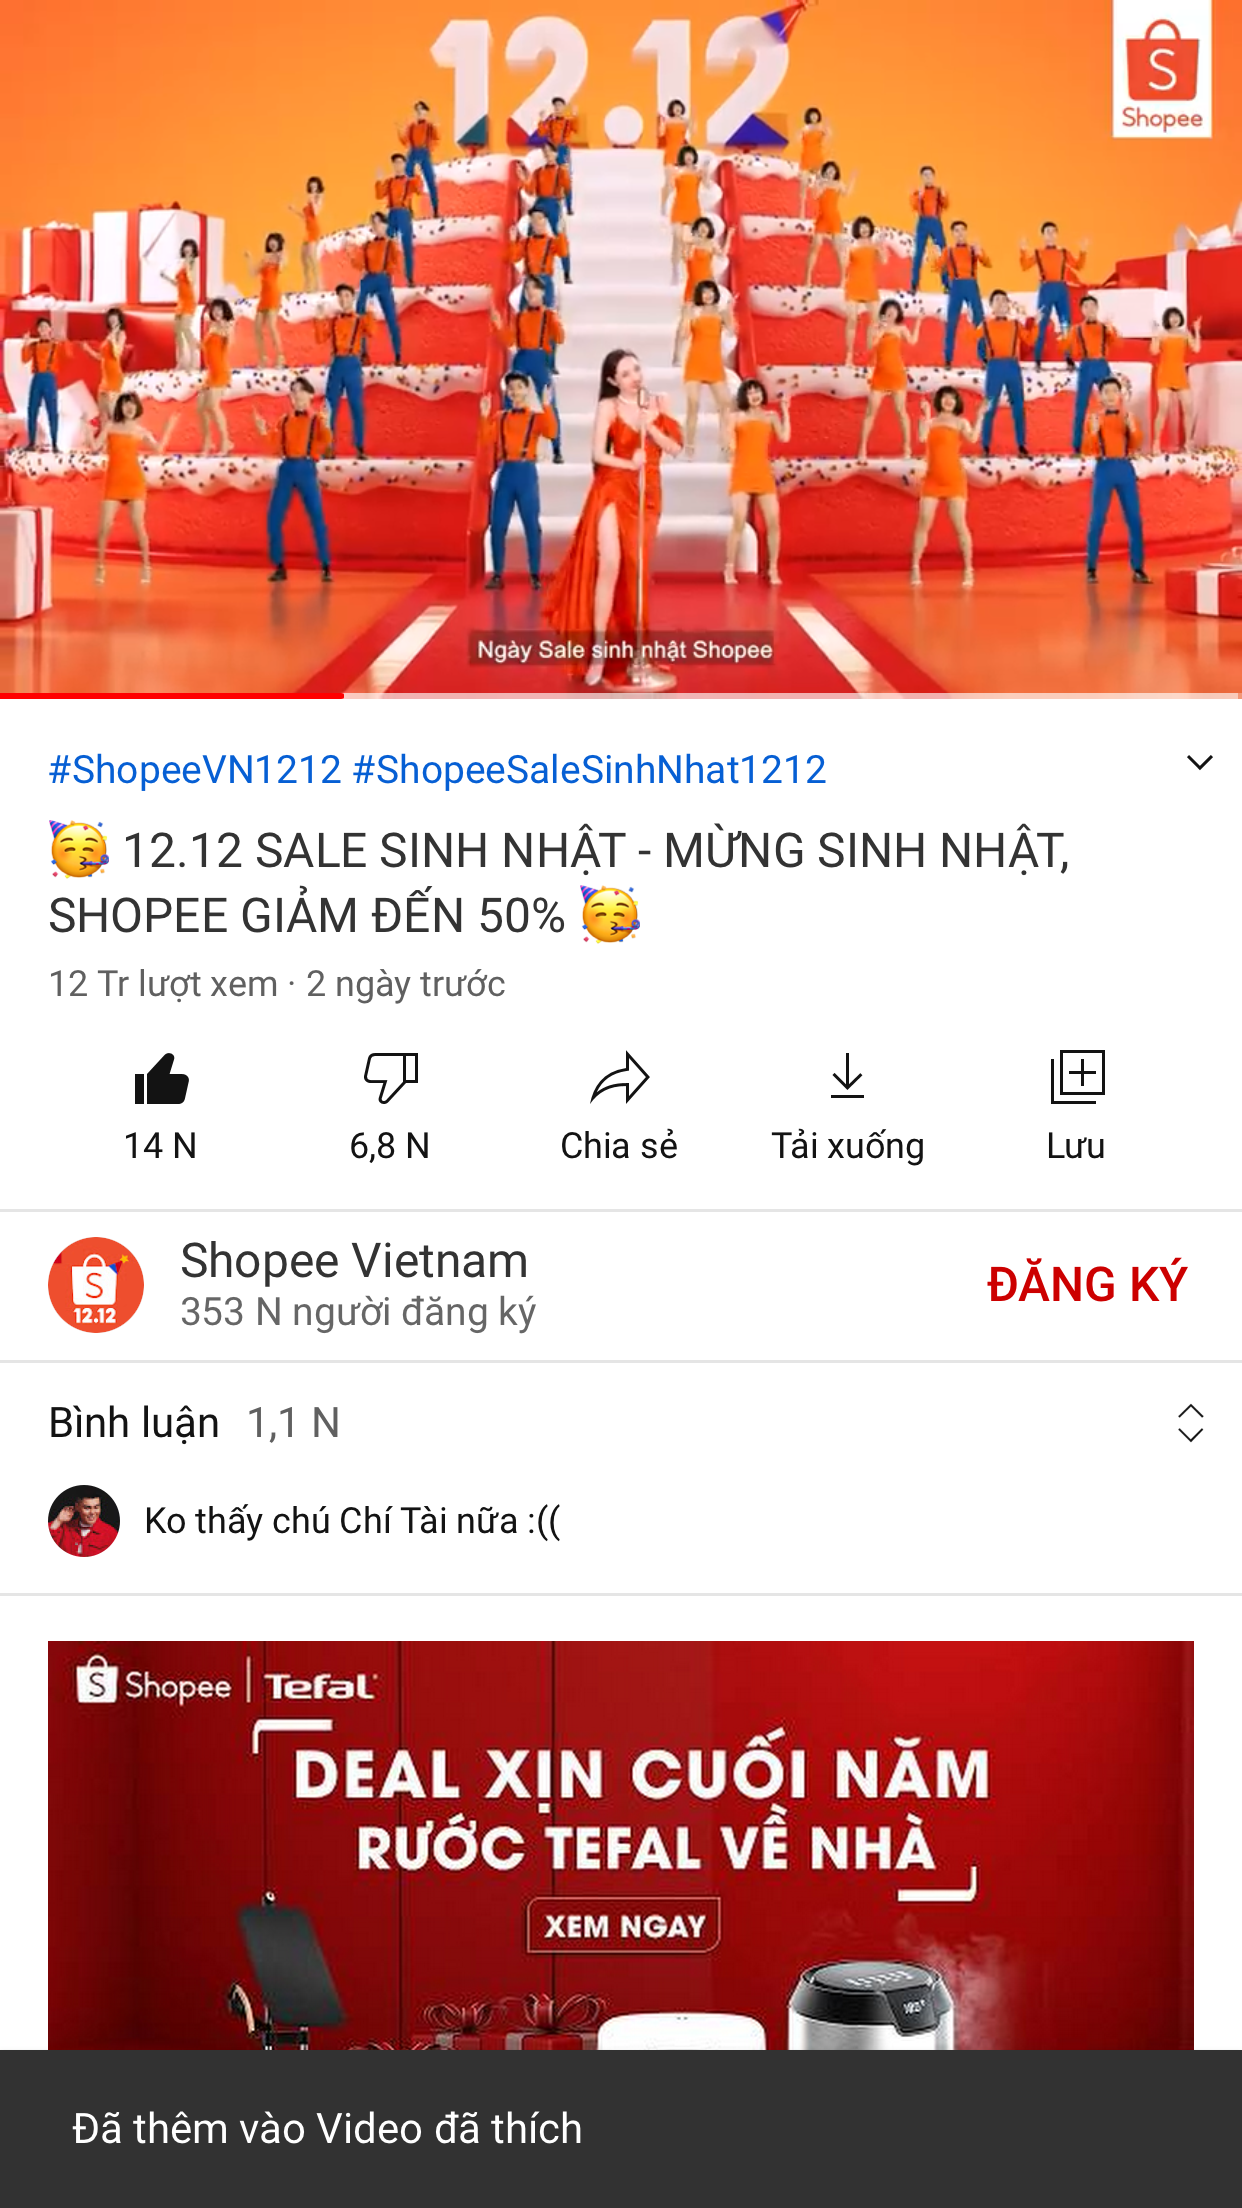 12.12
S
Shopee
Ngày Sale sinh nhật Shopee
#ShopeeVN1212 #ShopeeSaleSinhNhat1212
🥳 12.12 SALE SINH NHẬT - MỪNG SINH NHẬT,
SHOPEE GIẢM ĐẾN 50% 🥳
12 Tr lượt xem · 2 ngày trước
14 N
6,8 N
Chia sẻ
Tải xuống
Lưu
S
12.12
Shopee Vietnam
353 N người đăng ký
ĐĂNG KÝ
Bình luận 1,1 N
Ko thấy chú Chí Tài nữa :((
S Shopee | Tefal
DEAL XỊN CUỐI NĂM
RƯỚC TEFAL VỀ NHÀ
XEM NGAY
Đã thêm vào Video đã thích